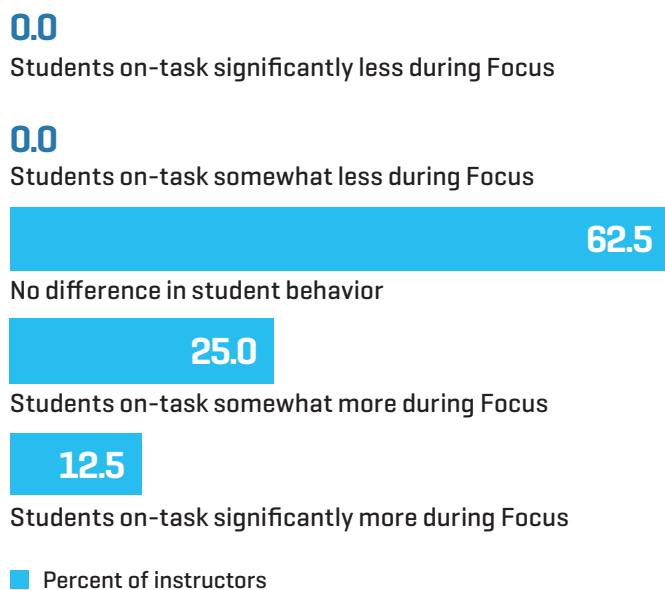 0.0
Students on-task significantly less during Focus
0.0
Students on-task somewhat less during Focus
62.5
No difference in student behavior
25.0
Students on-task somewhat more during Focus
12.5
Students on-task significantly more during Focus
Percent of instructors